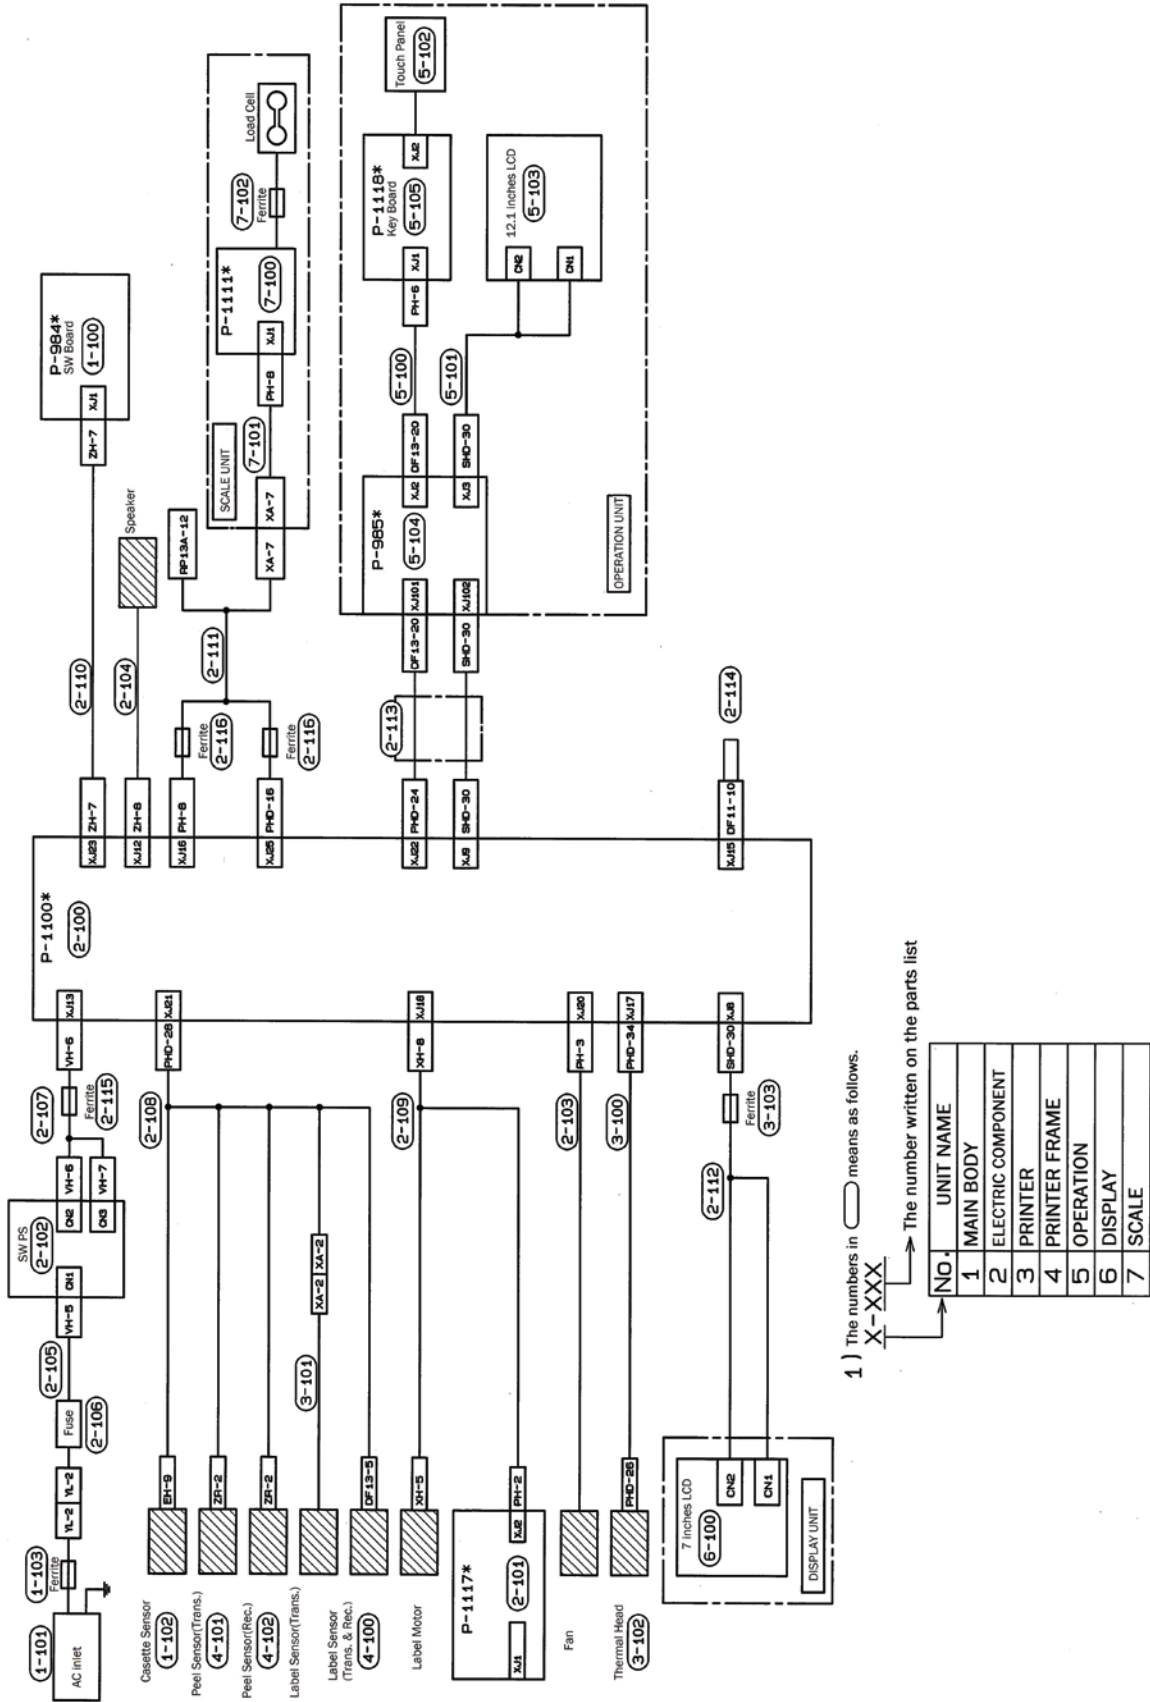 P-984*
SW Board
1-100
XJ1
ZH-7
2-110
Speaker
2-104
SCALE UNIT
Load Cell
7-102
Ferrite
P-1111*
7-100
XJ1
PH-8
7-101
XA-7
XA-7
RP13A-12
2-111
Ferrite
2-116
Ferrite
2-116
OPERATION UNIT
Touch Panel
5-102
P-1118*
Key Board
5-105
XJ2
XJ1
PH-6
5-100
12.1 inches LCD
5-103
CN2
CN1
5-101
DF13-20
SHD-30
P-985*
5-104
XJ2
XJ3
XJ101
XJ102
DF13-20
SHD-30
2-113
2-114
XJ23 ZH-7
XJ12 ZH-8
XJ16 PH-8
XJ25 PHD-16
XJ22 PHD-24
XJ9 SHD-30
XJ15 DF11-10
P-1100*
2-100
VH-6 XJ13
PHD-28 XJ21
XH-8 XJ18
PH-3 XJ20
PHD-34 XJ17
SHD-30 XJ8
2-107
Ferrite
2-115
SW PS
2-102
CN2 VH-6
CN3 VH-7
VH-5 CN1
2-105
Fuse
2-106
YL-2 YL-2
1-103
Ferrite
1-101
AC inlet
2-108
Casette Sensor
1-102
EH-9
Peel Sensor(Trans.)
4-101
ZR-2
Peel Sensor(Rec.)
4-102
ZR-2
Label Sensor(Trans.)
3-101
XA-2 XA-2
Label Sensor
(Trans. & Rec.)
4-100
DF13-5
2-109
Label Motor
XH-5
P-1117*
2-101
XJ1
XJ2 PH-2
2-103
Fan
3-100
Thermal Head
3-102
PHD-26
Ferrite
3-103
2-112
7 inches LCD
6-100
CN2
CN1
DISPLAY UNIT
1) The numbers in means as follows.
X-XXX
The number written on the parts list
No. UNIT NAME
1 MAIN BODY
2 ELECTRIC COMPONENT
3 PRINTER
4 PRINTER FRAME
5 OPERATION
6 DISPLAY
7 SCALE